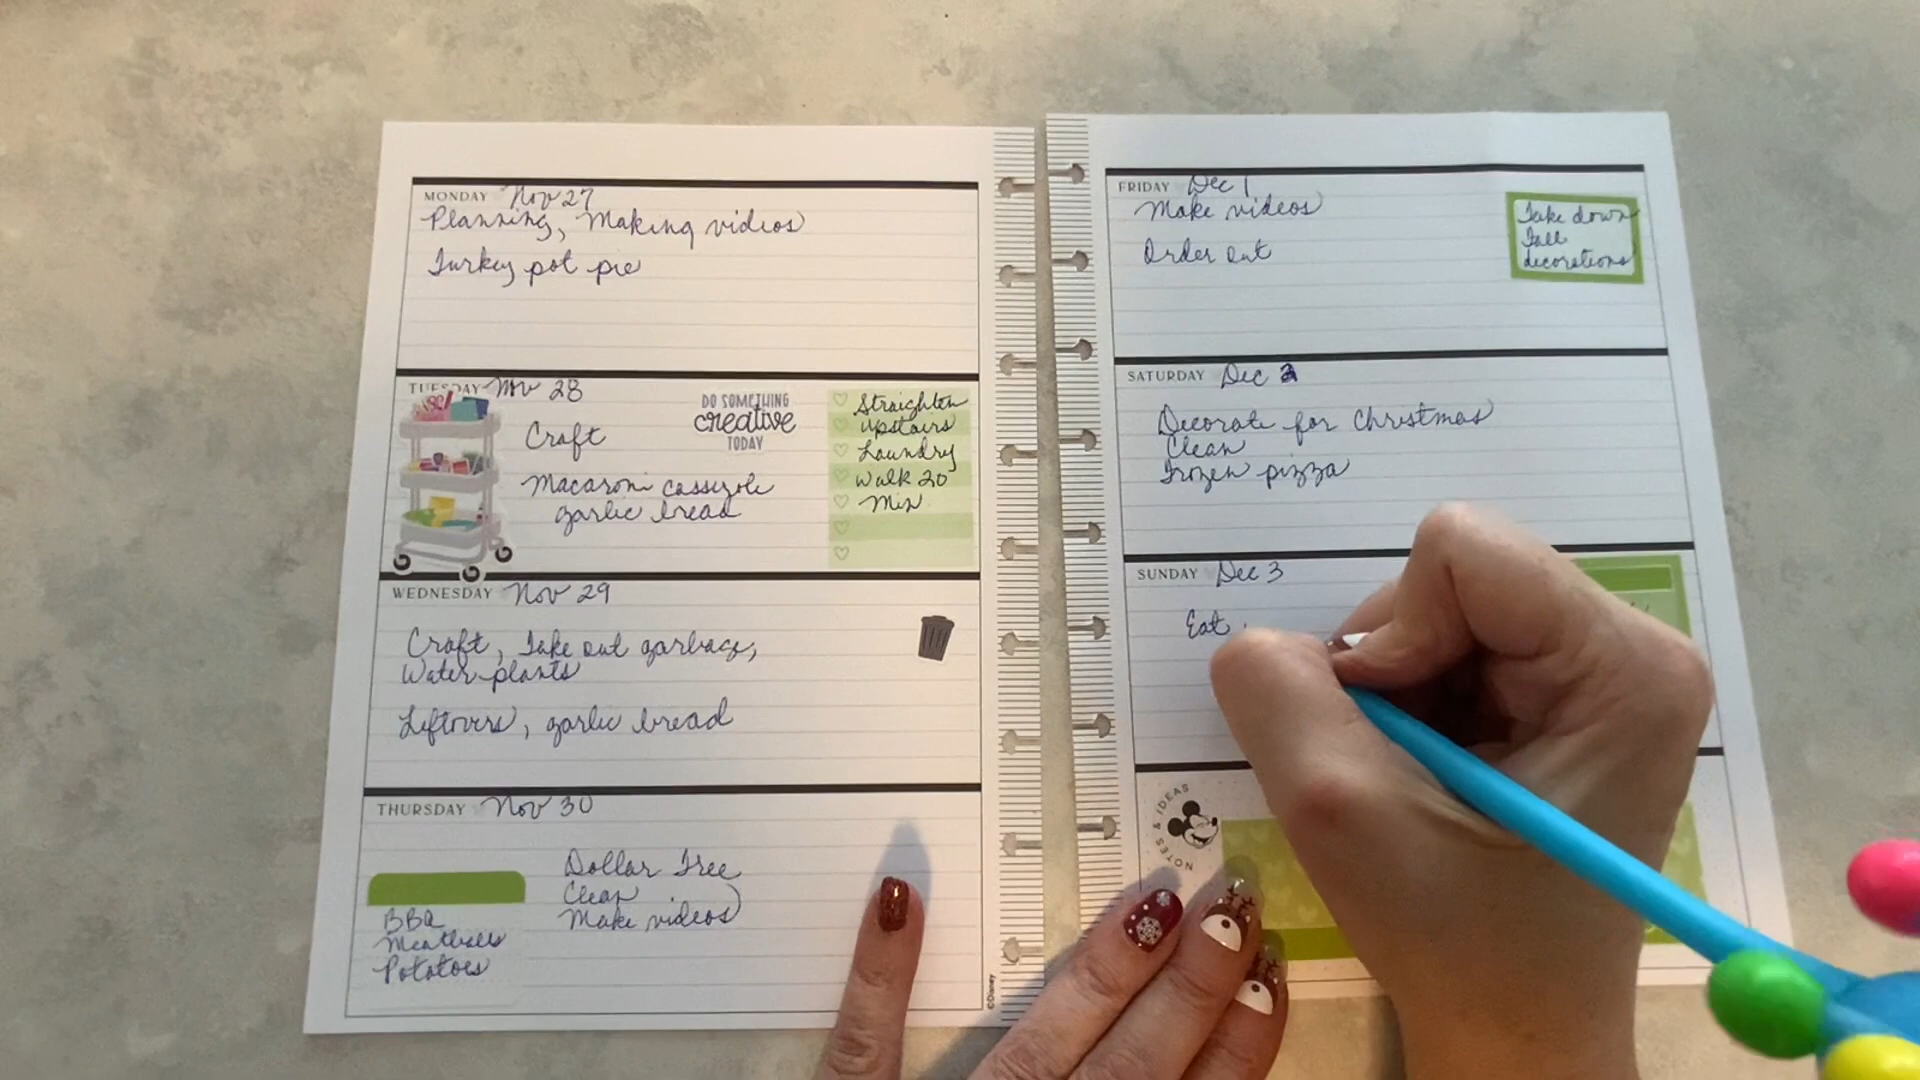 MONDAY Nov 27
Planning, Making videos
Turkey pot pie
TUESDAY Nov 28
Craft
Macaroni casserole
garlic bread
DO SOMETHING
creative
TODAY
Straighten
upstairs
Laundry
Walk 20
Min
WEDNESDAY Nov 29
Craft, Take out garbage,
Water plants
Leftovers, garlic bread
THURSDAY Nov 30
BBQ
Meatballs
Potatoes
Dollar Tree
Clean
Make videos
©Disney
FRIDAY Dec 1
Make videos
Order out
Take down
Fall
decorations
SATURDAY Dec 2
Decorate for Christmas
Clean
Frozen pizza
SUNDAY Dec 3
Eat
NOTES & IDEAS